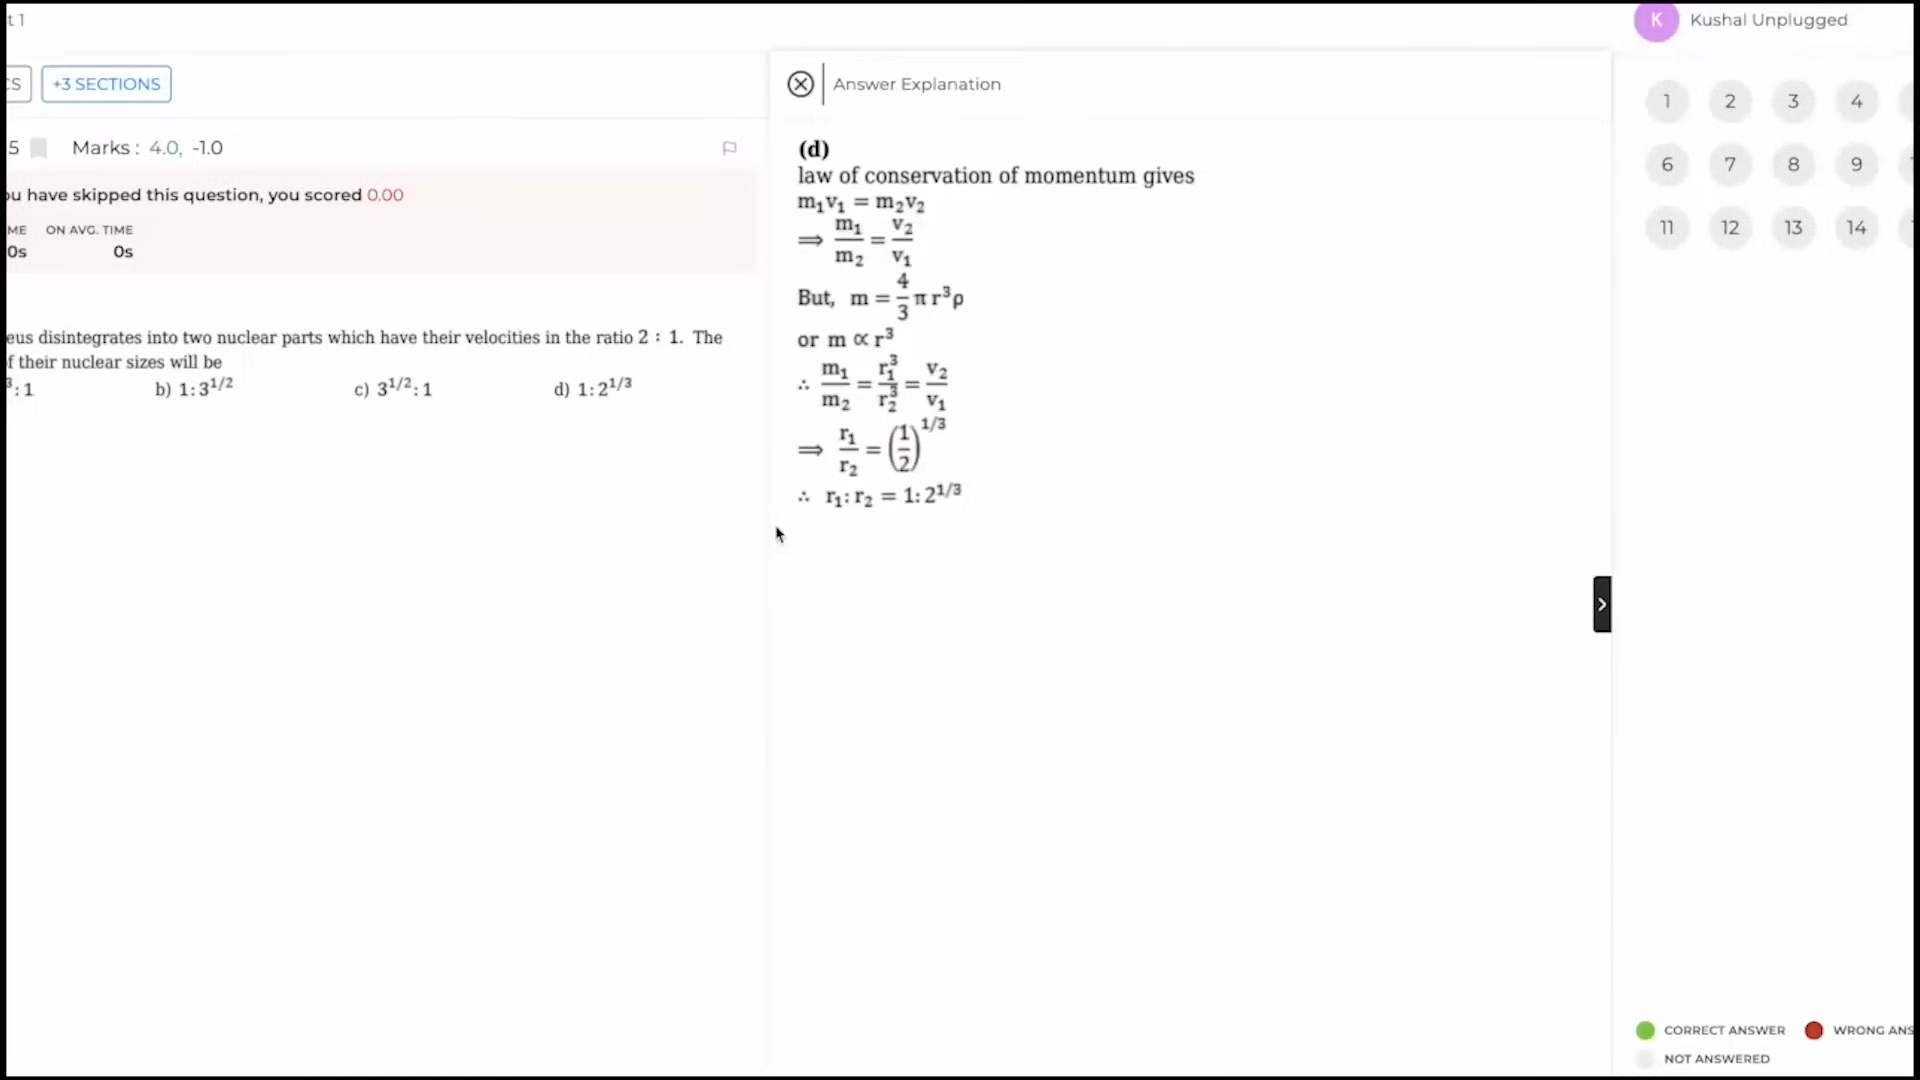 t 1
K Kushal Unplugged
CS +3 SECTIONS
5 Marks : 4.0, -1.0
ou have skipped this question, you scored 0.00
ME ON AVG. TIME
0s 0s
eus disintegrates into two nuclear parts which have their velocities in the ratio 2 : 1. The
f their nuclear sizes will be
³:1 b) 1:3^{1/2} c) 3^{1/2}:1 d) 1:2^{1/3}
Answer Explanation
(d)
law of conservation of momentum gives
m₁v₁ = m₂v₂
⟹ m₁/m₂ = v₂/v₁
But, m = 4/3 π r³ρ
or m ∝ r³
∴ m₁/m₂ = r₁³/r₂³ = v₂/v₁
⟹ r₁/r₂ = (1/2)^{1/3}
∴ r₁:r₂ = 1:2^{1/3}
1 2 3 4
6 7 8 9
11 12 13 14
CORRECT ANSWER WRONG ANS
NOT ANSWERED